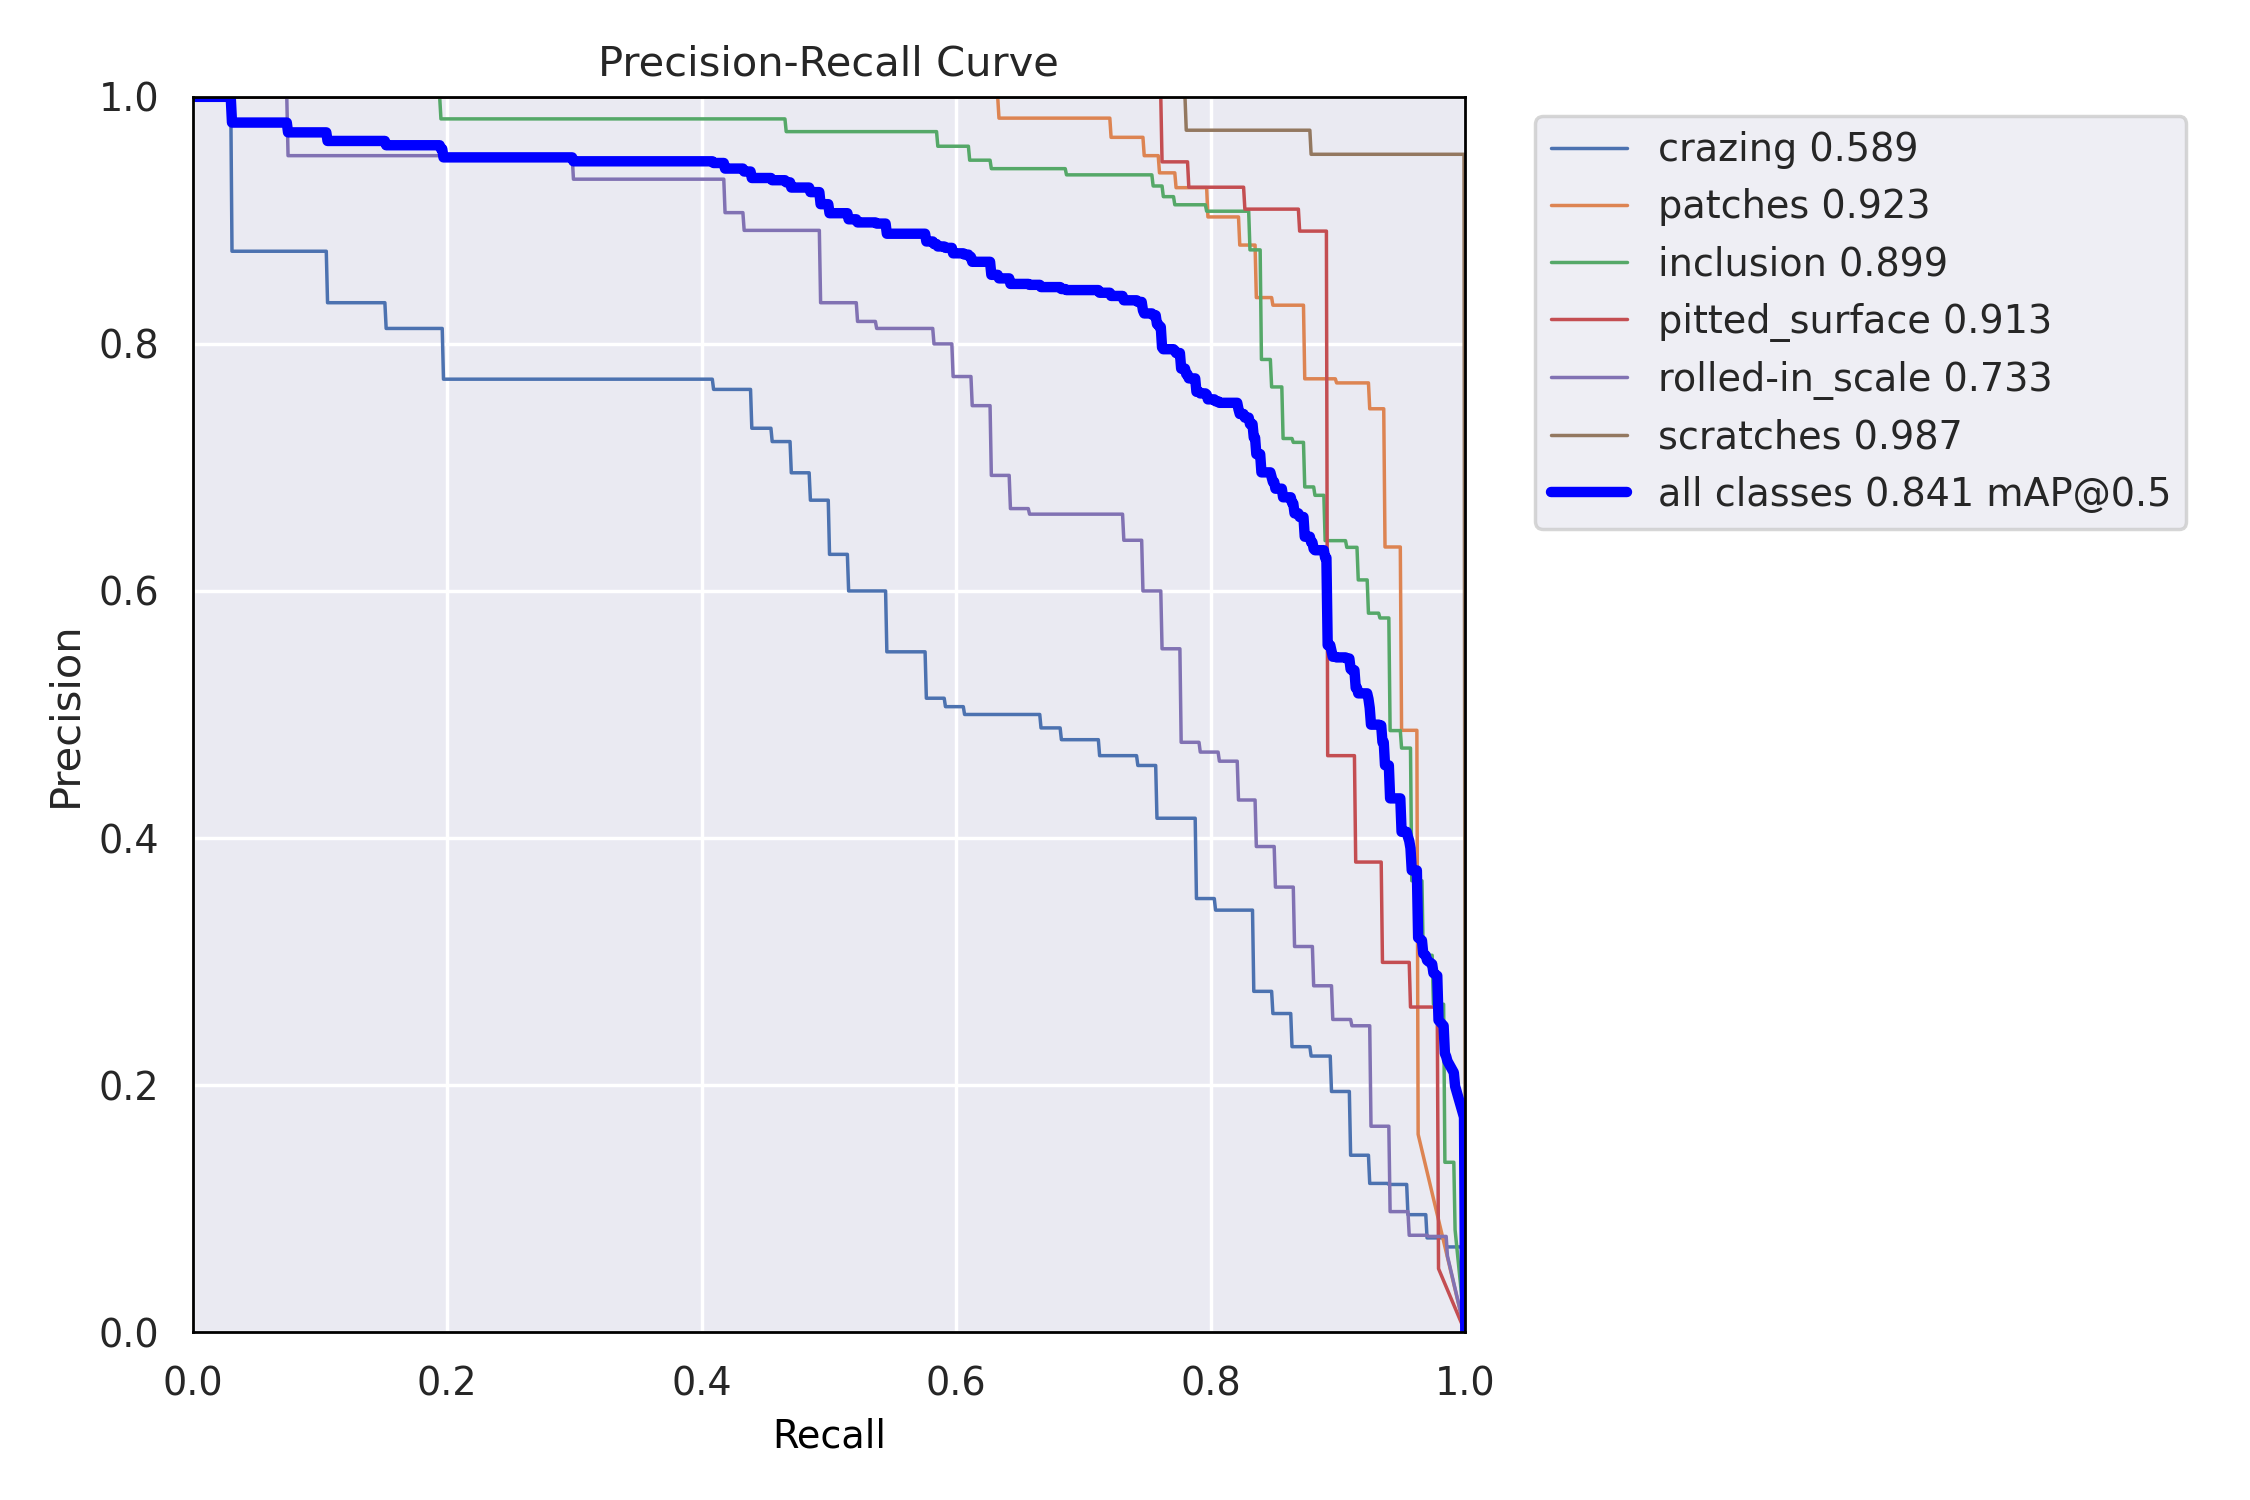 Precision-Recall Curve
1.0
0.8
0.6
0.4
0.2
0.0
Precision
0.0 0.2 0.4 0.6 0.8 1.0
Recall
crazing 0.589
patches 0.923
inclusion 0.899
pitted_surface 0.913
rolled-in_scale 0.733
scratches 0.987
all classes 0.841 mAP@0.5